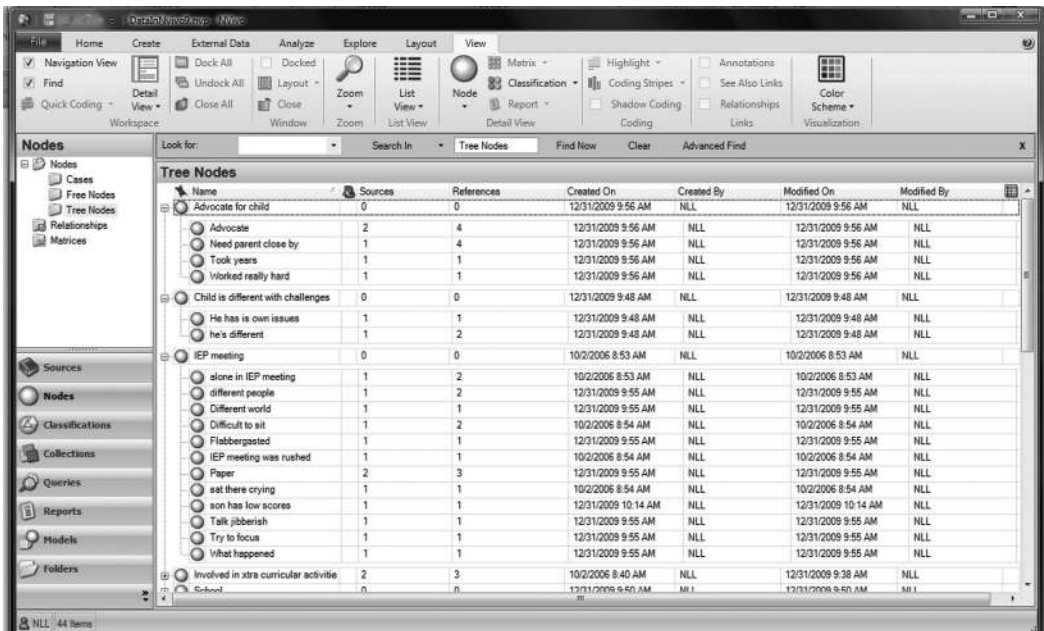 DataInNvivo9.nvp - NVivo
File Home Create External Data Analyze Explore Layout View
Navigation View Dock All Docked Matrix Highlight Annotations
Find Undock All Layout Classification Coding Stripes See Also Links
Quick Coding Close All Close Report Shadow Coding Relationships
Detail View Zoom List View Node Color Scheme
Workspace Window Zoom List View Detail View Coding Links Visualization
Nodes Look for: Search In Tree Nodes Find Now Clear Advanced Find x
Nodes
Cases
Free Nodes
Tree Nodes
Relationships
Matrices
Sources
Nodes
Classifications
Collections
Queries
Reports
Models
Folders
Tree Nodes
Name Sources References Created On Created By Modified On Modified By
Advocate for child 0 0 12/31/2009 9:56 AM NLL 12/31/2009 9:56 AM NLL
Advocate 2 4 12/31/2009 9:56 AM NLL 12/31/2009 9:56 AM NLL
Need parent close by 1 4 12/31/2009 9:56 AM NLL 12/31/2009 9:56 AM NLL
Took years 1 1 12/31/2009 9:56 AM NLL 12/31/2009 9:56 AM NLL
Worked really hard 1 1 12/31/2009 9:56 AM NLL 12/31/2009 9:56 AM NLL
Child is different with challenges 0 0 12/31/2009 9:48 AM NLL 12/31/2009 9:48 AM NLL
He has is own issues 1 1 12/31/2009 9:48 AM NLL 12/31/2009 9:48 AM NLL
he's different 1 2 12/31/2009 9:48 AM NLL 12/31/2009 9:48 AM NLL
IEP meeting 0 0 10/2/2006 8:53 AM NLL 10/2/2006 8:53 AM NLL
alone in IEP meeting 1 2 10/2/2006 8:53 AM NLL 10/2/2006 8:53 AM NLL
different people 1 2 12/31/2009 9:55 AM NLL 12/31/2009 9:55 AM NLL
Different world 1 1 12/31/2009 9:55 AM NLL 12/31/2009 9:55 AM NLL
Difficult to sit 1 2 10/2/2006 8:54 AM NLL 10/2/2006 8:54 AM NLL
Flabbergasted 1 1 12/31/2009 9:55 AM NLL 12/31/2009 9:55 AM NLL
IEP meeting was rushed 1 1 10/2/2006 8:54 AM NLL 10/2/2006 8:54 AM NLL
Paper 2 3 12/31/2009 9:55 AM NLL 12/31/2009 9:55 AM NLL
sat there crying 1 1 10/2/2006 8:54 AM NLL 10/2/2006 8:54 AM NLL
son has low scores 1 1 12/31/2009 10:14 AM NLL 12/31/2009 10:14 AM NLL
Talk jibberish 1 1 12/31/2009 9:55 AM NLL 12/31/2009 9:55 AM NLL
Try to focus 1 1 12/31/2009 9:55 AM NLL 12/31/2009 9:55 AM NLL
What happened 1 1 12/31/2009 9:55 AM NLL 12/31/2009 9:55 AM NLL
Involved in xtra curricular activitie 2 3 10/2/2006 8:40 AM NLL 12/31/2009 9:38 AM NLL
School 0 0 12/31/2009 9:50 AM NLL 12/31/2009 9:50 AM NLL
NLL 44 Items